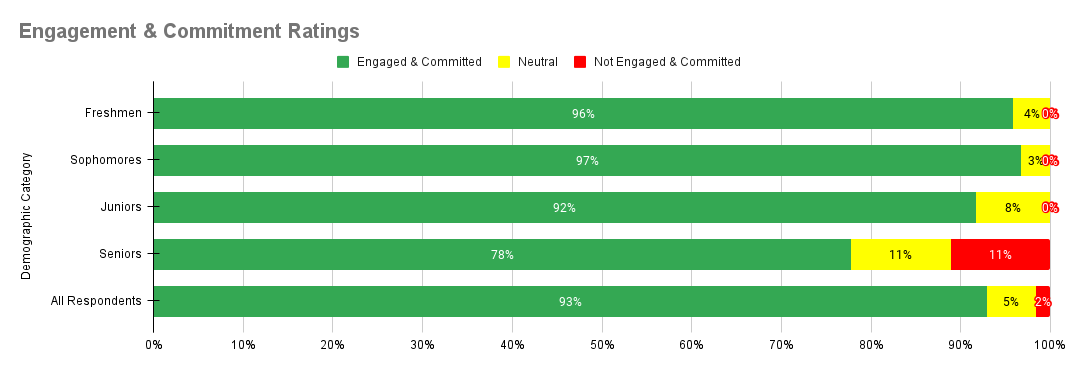 Engagement & Commitment Ratings
Engaged & Committed Neutral Not Engaged & Committed
Demographic Category
Freshmen 96% 4% 0%
Sophomores 97% 3% 0%
Juniors 92% 8% 0%
Seniors 78% 11% 11%
All Respondents 93% 5% 2%
0% 10% 20% 30% 40% 50% 60% 70% 80% 90% 100%